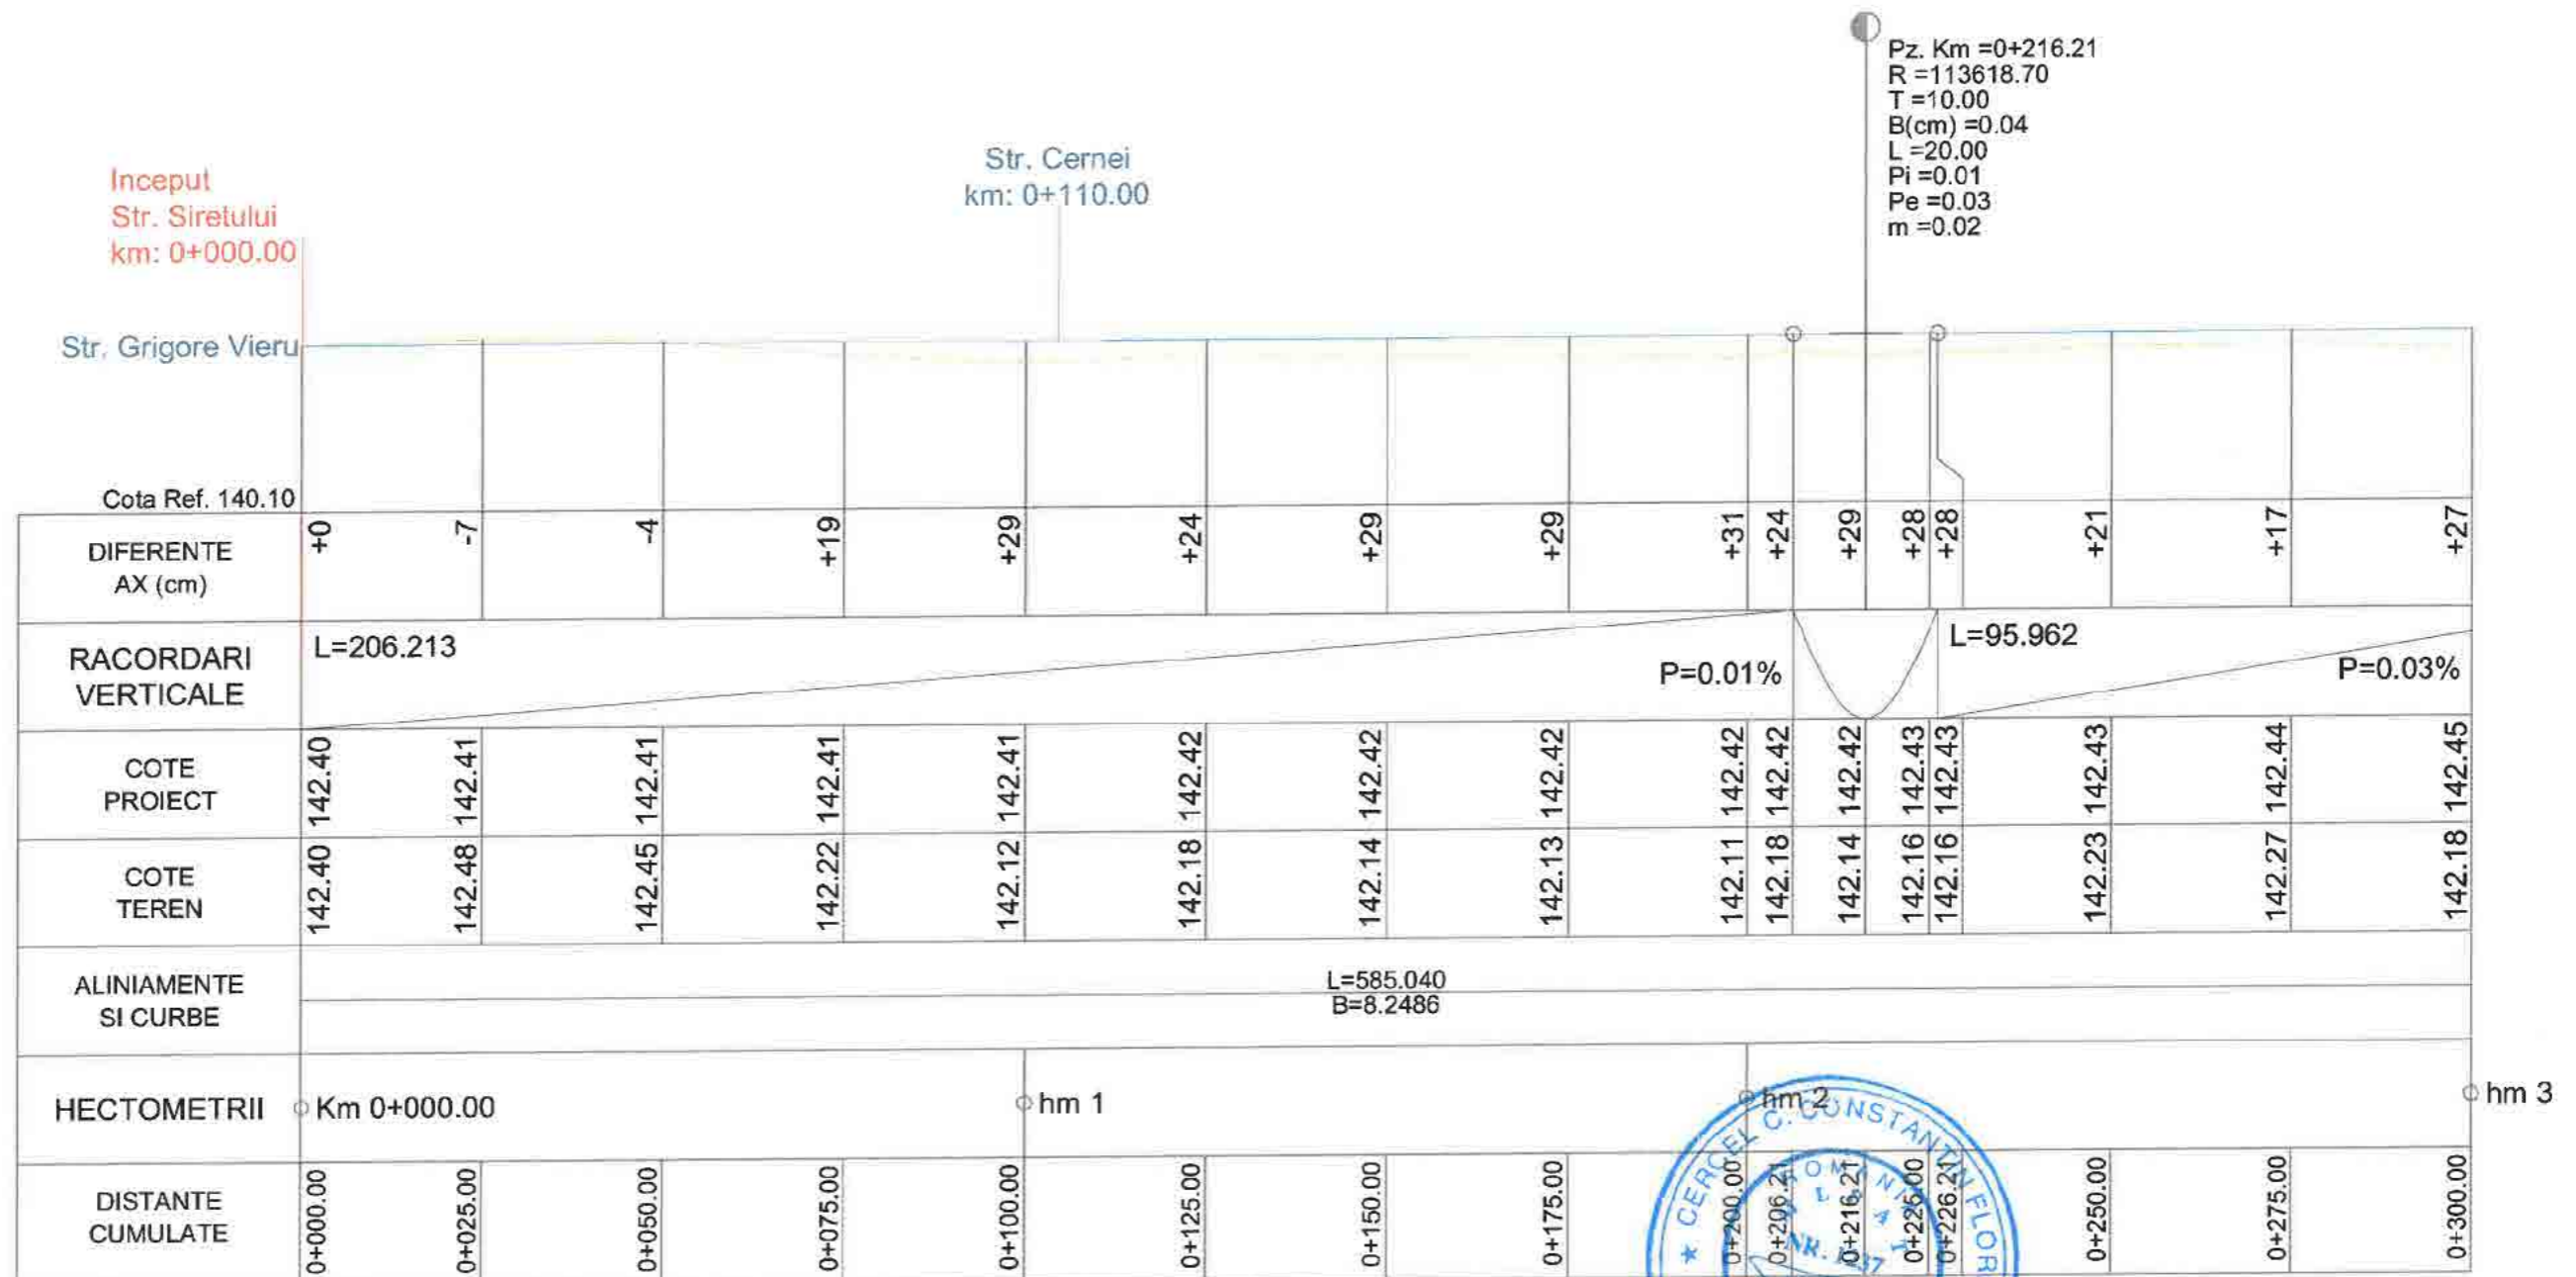 Pz. Km =0+216.21
R =113618.70
T =10.00
B(cm) =0.04
L =20.00
Pi =0.01
Pe =0.03
m =0.02
Str. Cernei
km: 0+110.00
Inceput
Str. Siretului
km: 0+000.00
Str. Grigore Vieru
Cota Ref. 140.10
DIFERENTE
AX (cm)
+0 -7 -4 +19 +29 +24 +29 +29 +31 +24 +29 +28 +28 +21 +17 +27
RACORDARI
VERTICALE
L=206.213
P=0.01%
L=95.962
P=0.03%
COTE
PROIECT
142.40 142.41 142.41 142.41 142.41 142.42 142.42 142.42 142.42 142.42 142.42 142.43 142.43 142.43 142.44 142.45
COTE
TEREN
142.40 142.48 142.45 142.22 142.12 142.18 142.14 142.13 142.11 142.18 142.14 142.16 142.16 142.23 142.27 142.18
ALINIAMENTE
SI CURBE
L=585.040
B=8.2486
HECTOMETRII
Km 0+000.00
hm 1
hm 2
hm 3
DISTANTE
CUMULATE
0+000.00 0+025.00 0+050.00 0+075.00 0+100.00 0+125.00 0+150.00 0+175.00 0+200.00 0+206.21 0+216.21 0+225.00 0+226.21 0+250.00 0+275.00 0+300.00
★ CERCEL C. CONSTANTIN FLOR
NR.